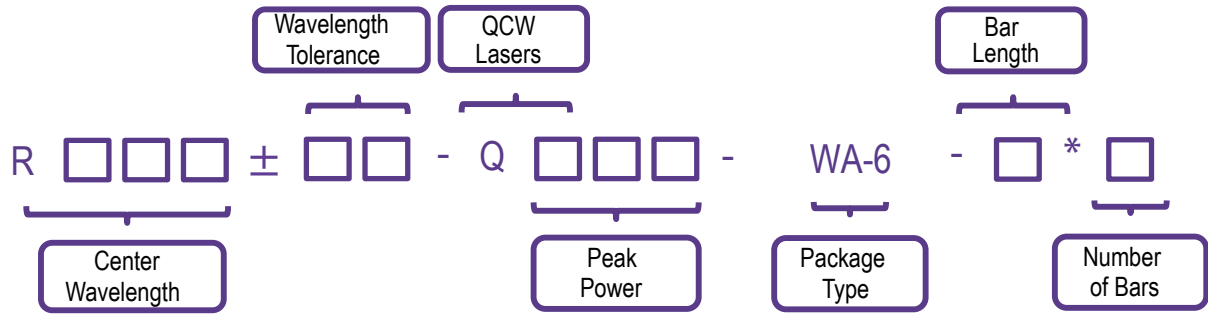 Wavelength
Tolerance
QCW
Lasers
Bar
Length
R □□□ ± □□ - Q □□□ - WA-6 - □ * □
Center
Wavelength
Peak
Power
Package
Type
Number
of Bars